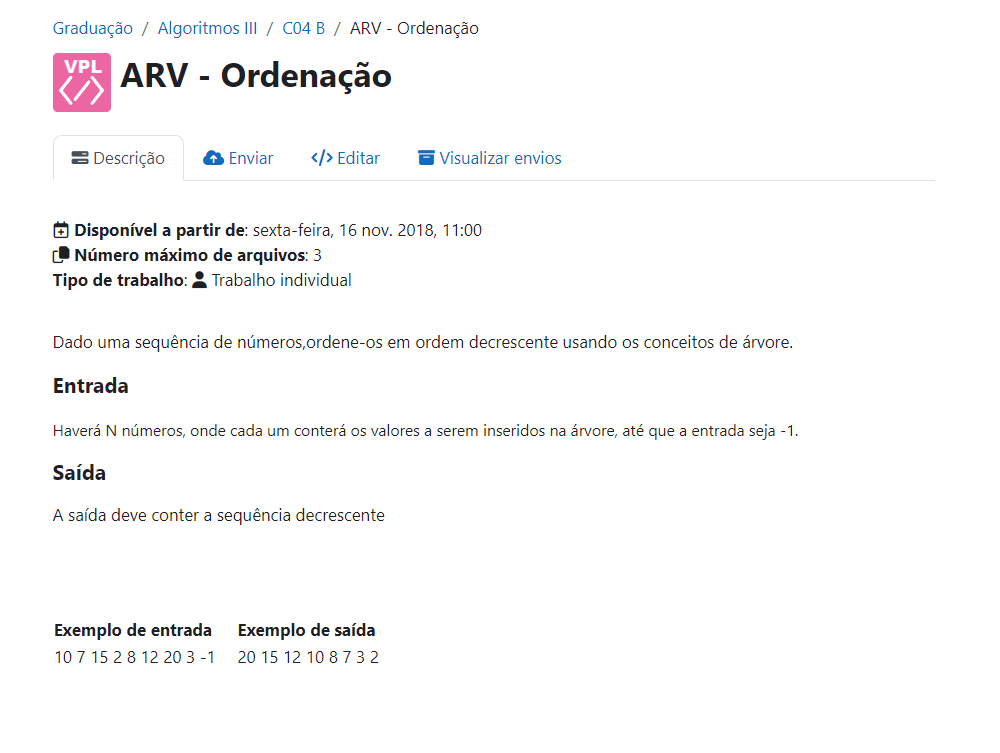 Graduação / Algoritmos III / C04 B / ARV - Ordenação
VPL
ARV - Ordenação
Descrição Enviar Editar Visualizar envios
Disponível a partir de: sexta-feira, 16 nov. 2018, 11:00
Número máximo de arquivos: 3
Tipo de trabalho: Trabalho individual
Dado uma sequência de números,ordene-os em ordem decrescente usando os conceitos de árvore.
Entrada
Haverá N números, onde cada um conterá os valores a serem inseridos na árvore, até que a entrada seja -1.
Saída
A saída deve conter a sequência decrescente
Exemplo de entrada Exemplo de saída
10 7 15 2 8 12 20 3 -1 20 15 12 10 8 7 3 2